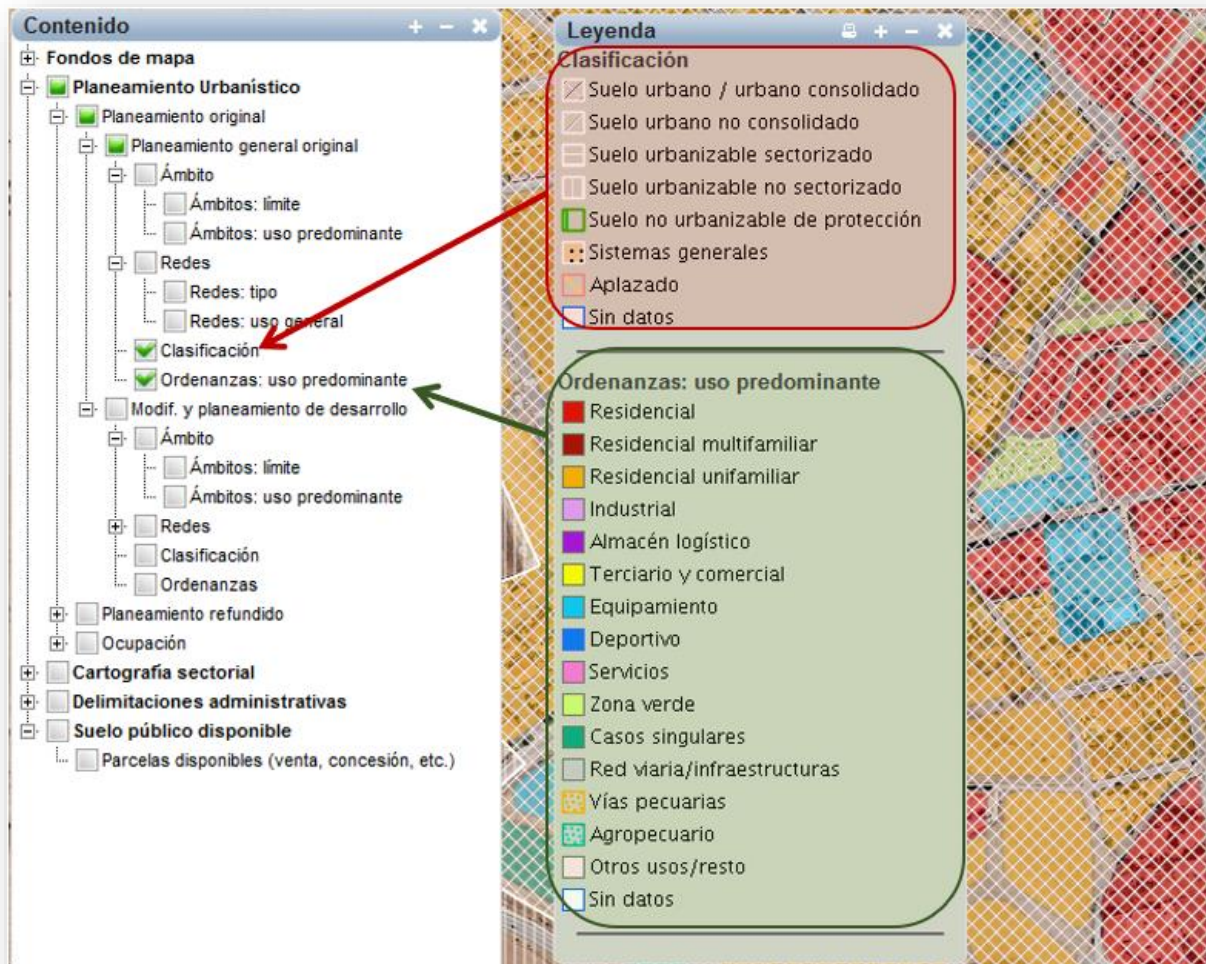 Contenido
Fondos de mapa
Planeamiento Urbanístico
Planeamiento original
Planeamiento general original
Ámbito
Ámbitos: límite
Ámbitos: uso predominante
Redes
Redes: tipo
Redes: uso general
Clasificación
Ordenanzas: uso predominante
Modif. y planeamiento de desarrollo
Ámbito
Ámbitos: límite
Ámbitos: uso predominante
Redes
Clasificación
Ordenanzas
Planeamiento refundido
Ocupación
Cartografía sectorial
Delimitaciones administrativas
Suelo público disponible
Parcelas disponibles (venta, concesión, etc.)
Leyenda
Clasificación
Suelo urbano / urbano consolidado
Suelo urbano no consolidado
Suelo urbanizable sectorizado
Suelo urbanizable no sectorizado
Suelo no urbanizable de protección
Sistemas generales
Aplazado
Sin datos
Ordenanzas: uso predominante
Residencial
Residencial multifamiliar
Residencial unifamiliar
Industrial
Almacén logístico
Terciario y comercial
Equipamiento
Deportivo
Servicios
Zona verde
Casos singulares
Red viaria/infraestructuras
Vías pecuarias
Agropecuario
Otros usos/resto
Sin datos